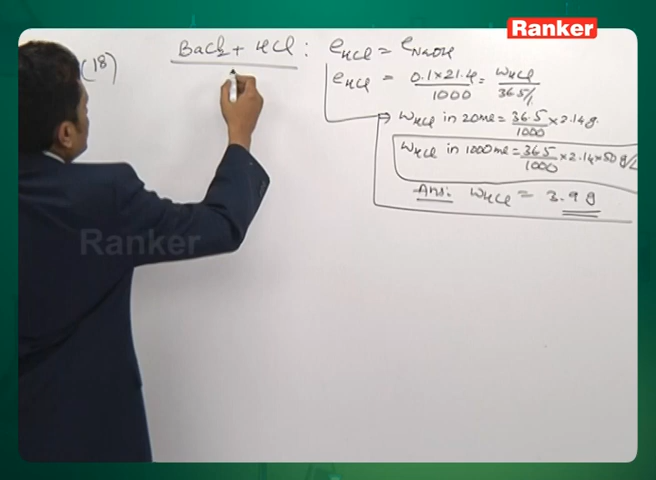 Ranker
(18)
BaCl2 + HCl : eHCl = eNaOH
eHCl = 0.1×21.4/1000 = WHCl/36.5/1
WHCl in 20ml = 36.5/1000 × 2.14 g.
WHCl in 1000ml = 36.5/1000 × 2.14 × 50 g/L
Ans: WHCl = 3.9 g
Ranker